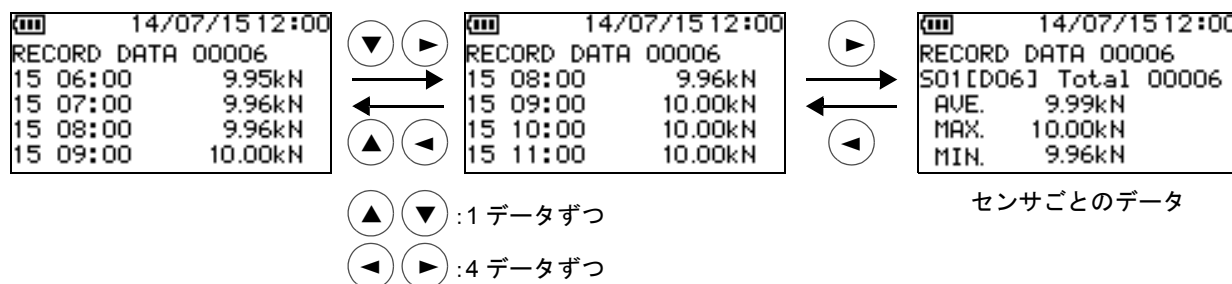 14/07/15 12:00
RECORD DATA 00006
15 06:00 9.95kN
15 07:00 9.96kN
15 08:00 9.96kN
15 09:00 10.00kN
14/07/15 12:00
RECORD DATA 00006
15 08:00 9.96kN
15 09:00 10.00kN
15 10:00 10.00kN
15 11:00 10.00kN
14/07/15 12:00
RECORD DATA 00006
S01[D06] Total 00006
AVE. 9.99kN
MAX. 10.00kN
MIN. 9.96kN
センサごとのデータ
:1 データずつ
:4 データずつ